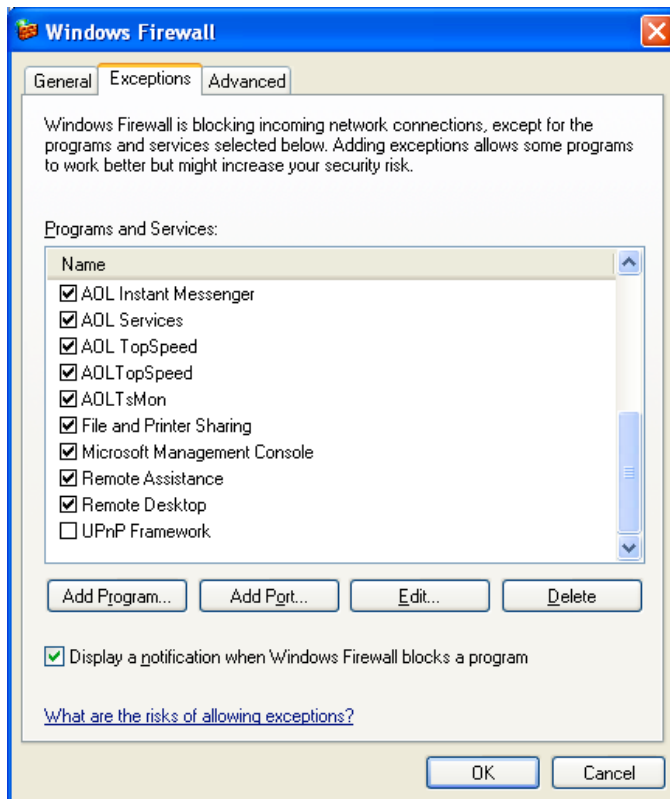 Windows Firewall
General
Exceptions
Advanced
Windows Firewall is blocking incoming network connections, except for the
programs and services selected below. Adding exceptions allows some programs
to work better but might increase your security risk.
Programs and Services:
Name
AOL Instant Messenger
AOL Services
AOL TopSpeed
AOLTopSpeed
AOLTsMon
File and Printer Sharing
Microsoft Management Console
Remote Assistance
Remote Desktop
UPnP Framework
Add Program...
Add Port...
Edit...
Delete
Display a notification when Windows Firewall blocks a program
What are the risks of allowing exceptions?
OK
Cancel